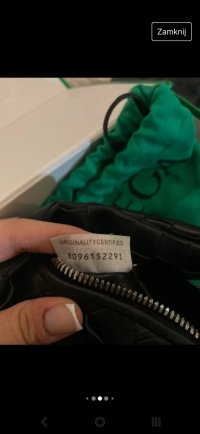 Zamknij
ORIGINALITY CERTIFIED
B096152291